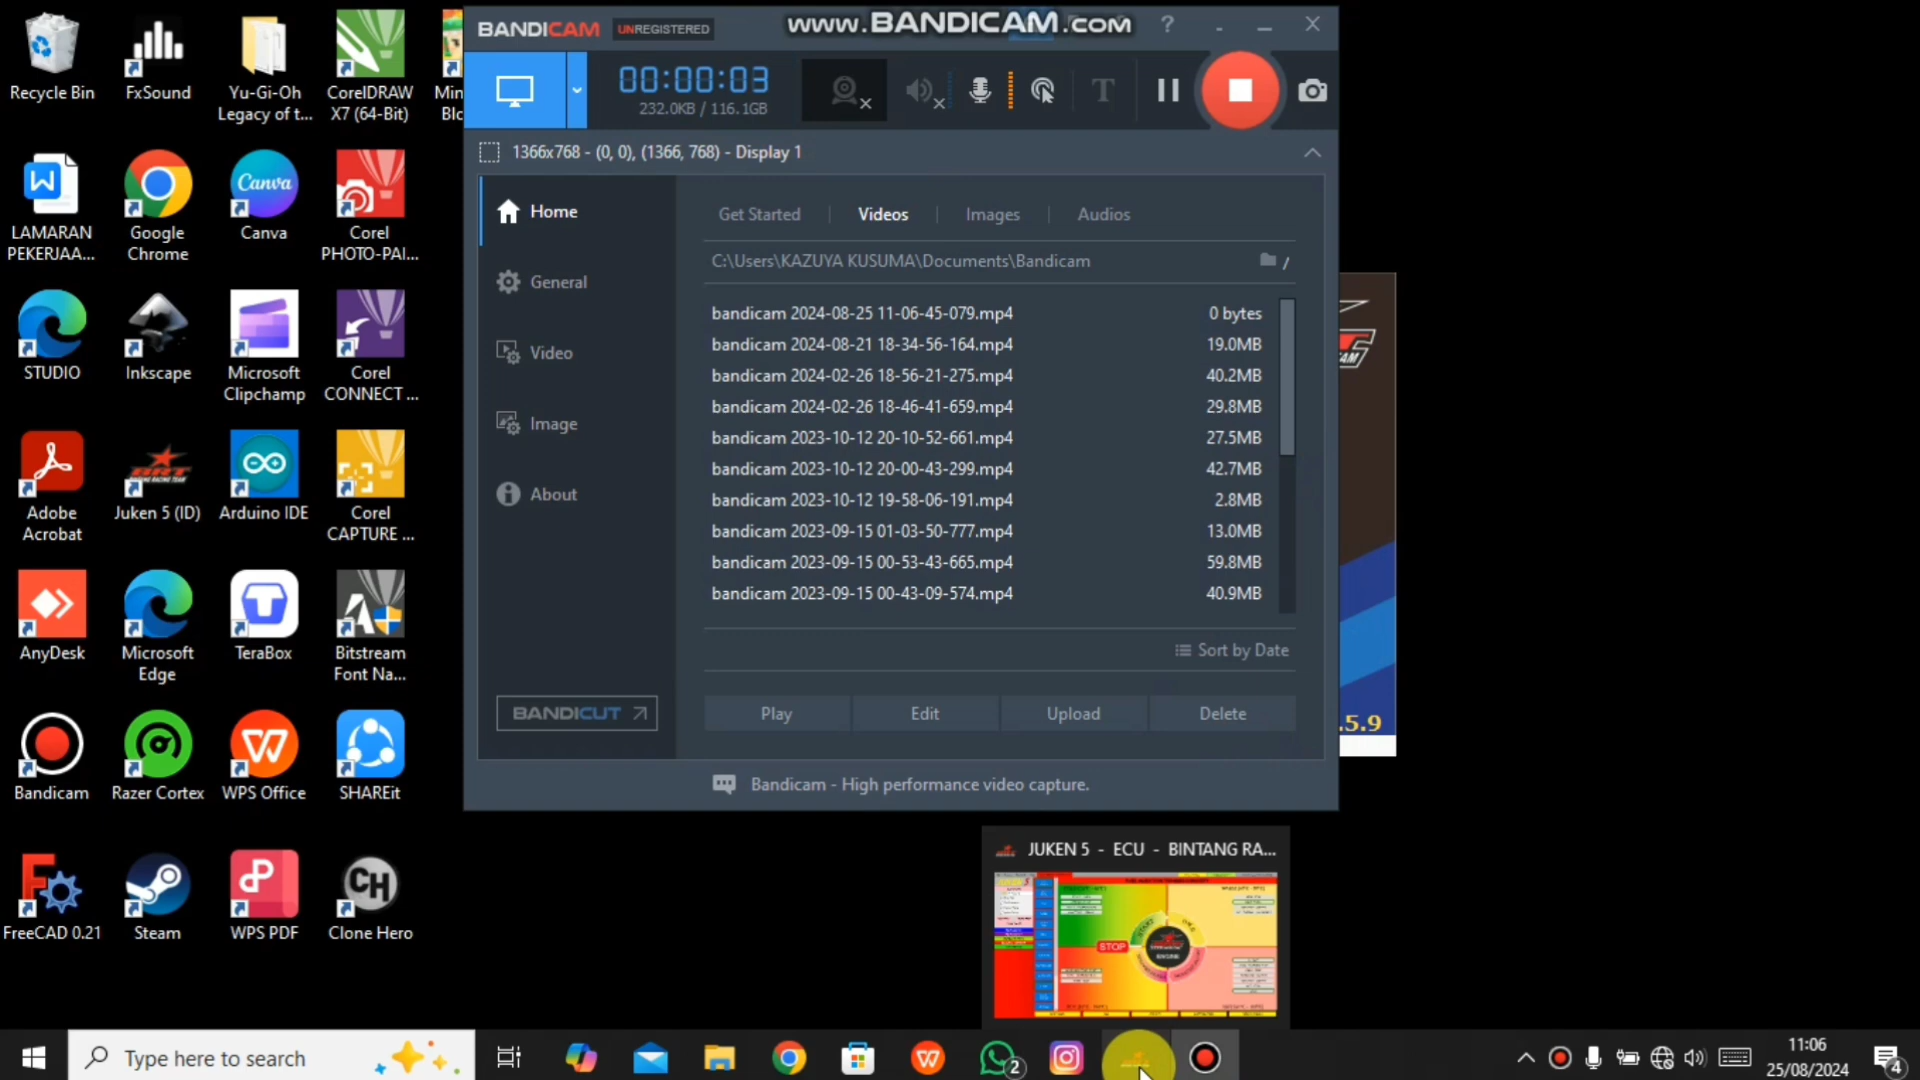 Recycle Bin
FxSound
Yu-Gi-Oh
Legacy of t...
CorelDRAW
X7 (64-Bit)
Min
Blo
LAMARAN
PEKERJAA...
Google
Chrome
Canva
Canva
Corel
PHOTO-PAI...
STUDIO
Inkscape
Microsoft
Clipchamp
Corel
CONNECT ...
Adobe
Acrobat
Juken 5 (ID)
Arduino IDE
Corel
CAPTURE ...
AnyDesk
Microsoft
Edge
TeraBox
Bitstream
Font Na...
Bandicam
Razer Cortex
WPS Office
SHAREit
FreeCAD 0.21
Steam
WPS PDF
CH
Clone Hero
BANDICAM
UNREGISTERED
www.BANDICAM.COM
00:00:03
232.0KB / 116.1GB
1366x768 - (0, 0), (1366, 768) - Display 1
Home
General
Video
Image
About
BANDICUT
Get Started
Videos
Images
Audios
C:\Users\KAZUYA KUSUMA\Documents\Bandicam
bandicam 2024-08-25 11-06-45-079.mp4 0 bytes
bandicam 2024-08-21 18-34-56-164.mp4 19.0MB
bandicam 2024-02-26 18-56-21-275.mp4 40.2MB
bandicam 2024-02-26 18-46-41-659.mp4 29.8MB
bandicam 2023-10-12 20-10-52-661.mp4 27.5MB
bandicam 2023-10-12 20-00-43-299.mp4 42.7MB
bandicam 2023-10-12 19-58-06-191.mp4 2.8MB
bandicam 2023-09-15 01-03-50-777.mp4 13.0MB
bandicam 2023-09-15 00-53-43-665.mp4 59.8MB
bandicam 2023-09-15 00-43-09-574.mp4 40.9MB
Sort by Date
Play
Edit
Upload
Delete
Bandicam - High performance video capture.
.5.9
JUKEN 5 - ECU - BINTANG RA...
STOP
START
ENGINE
Type here to search
2
11:06
25/08/2024
4